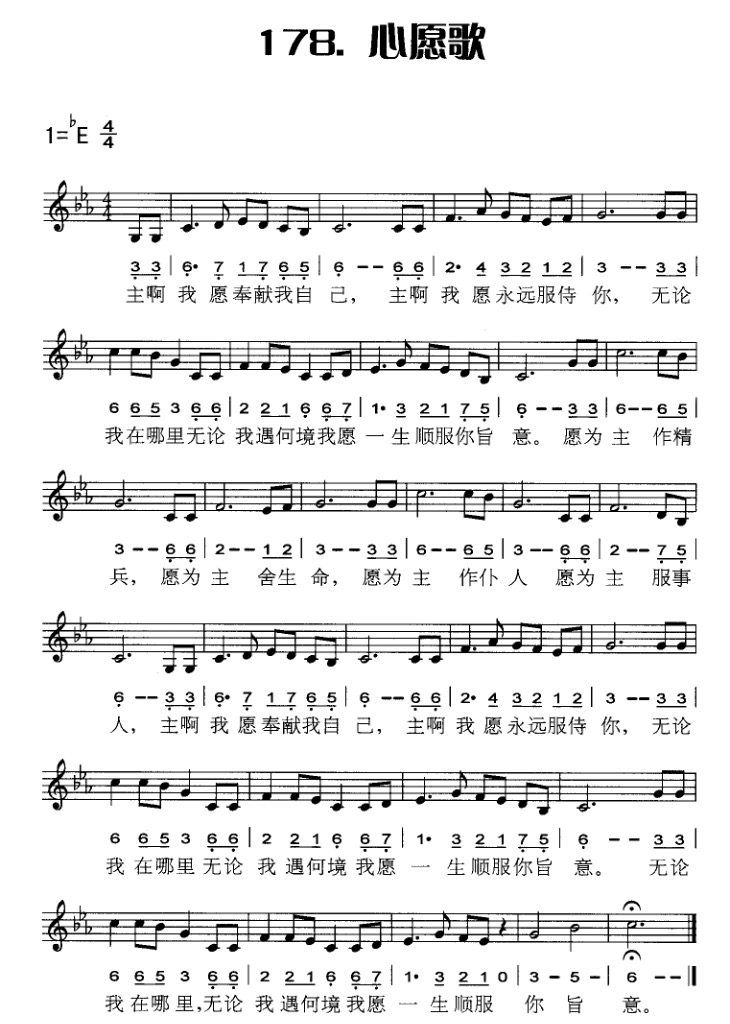 178. 心愿歌
1=♭E 4/4
3 3 | 6· 7 1 7 6 5 | 6 - - 6 6 | 2· 4 3 2 1 2 | 3 - - 3 3 |
主啊 我 愿奉献我自 己， 主啊 我 愿永远服侍 你， 无论
6 6 5 3 6 6 | 2 2 1 6 6 7 | 1· 3 2 1 7 5 | 6 - - 3 3 | 6 - - 6 5 |
我在哪里无论 我遇何境我愿 一生顺服你旨 意。 愿为 主 作精
3 - - 6 6 | 2 - - 1 2 | 3 - - 3 3 | 6 - - 6 5 | 3 - - 6 6 | 2 - - 7 5 |
兵， 愿为 主 舍生 命， 愿为 主 作仆 人 愿为 主 服事
6 - - 3 3 | 6· 7 1 7 6 5 | 6 - - 6 6 | 2· 4 3 2 1 2 | 3 - - 3 3 |
人， 主啊 我 愿奉献我自 己， 主啊 我 愿永远服侍 你， 无论
6 6 5 3 6 6 | 2 2 1 6 6 7 | 1· 3 2 1 7 5 | 6 - - 3 3 |
我 在哪里 无论 我 遇何境 我愿 一 生顺服你旨 意。 无论
6 6 5 3 6 6 | 2 2 1 6 6 7 | 1· 3 2 1 0 | 3 - 5 - | 6 - - ||
我在哪里,无论 我遇何境我愿 一生顺服 你 旨 意。